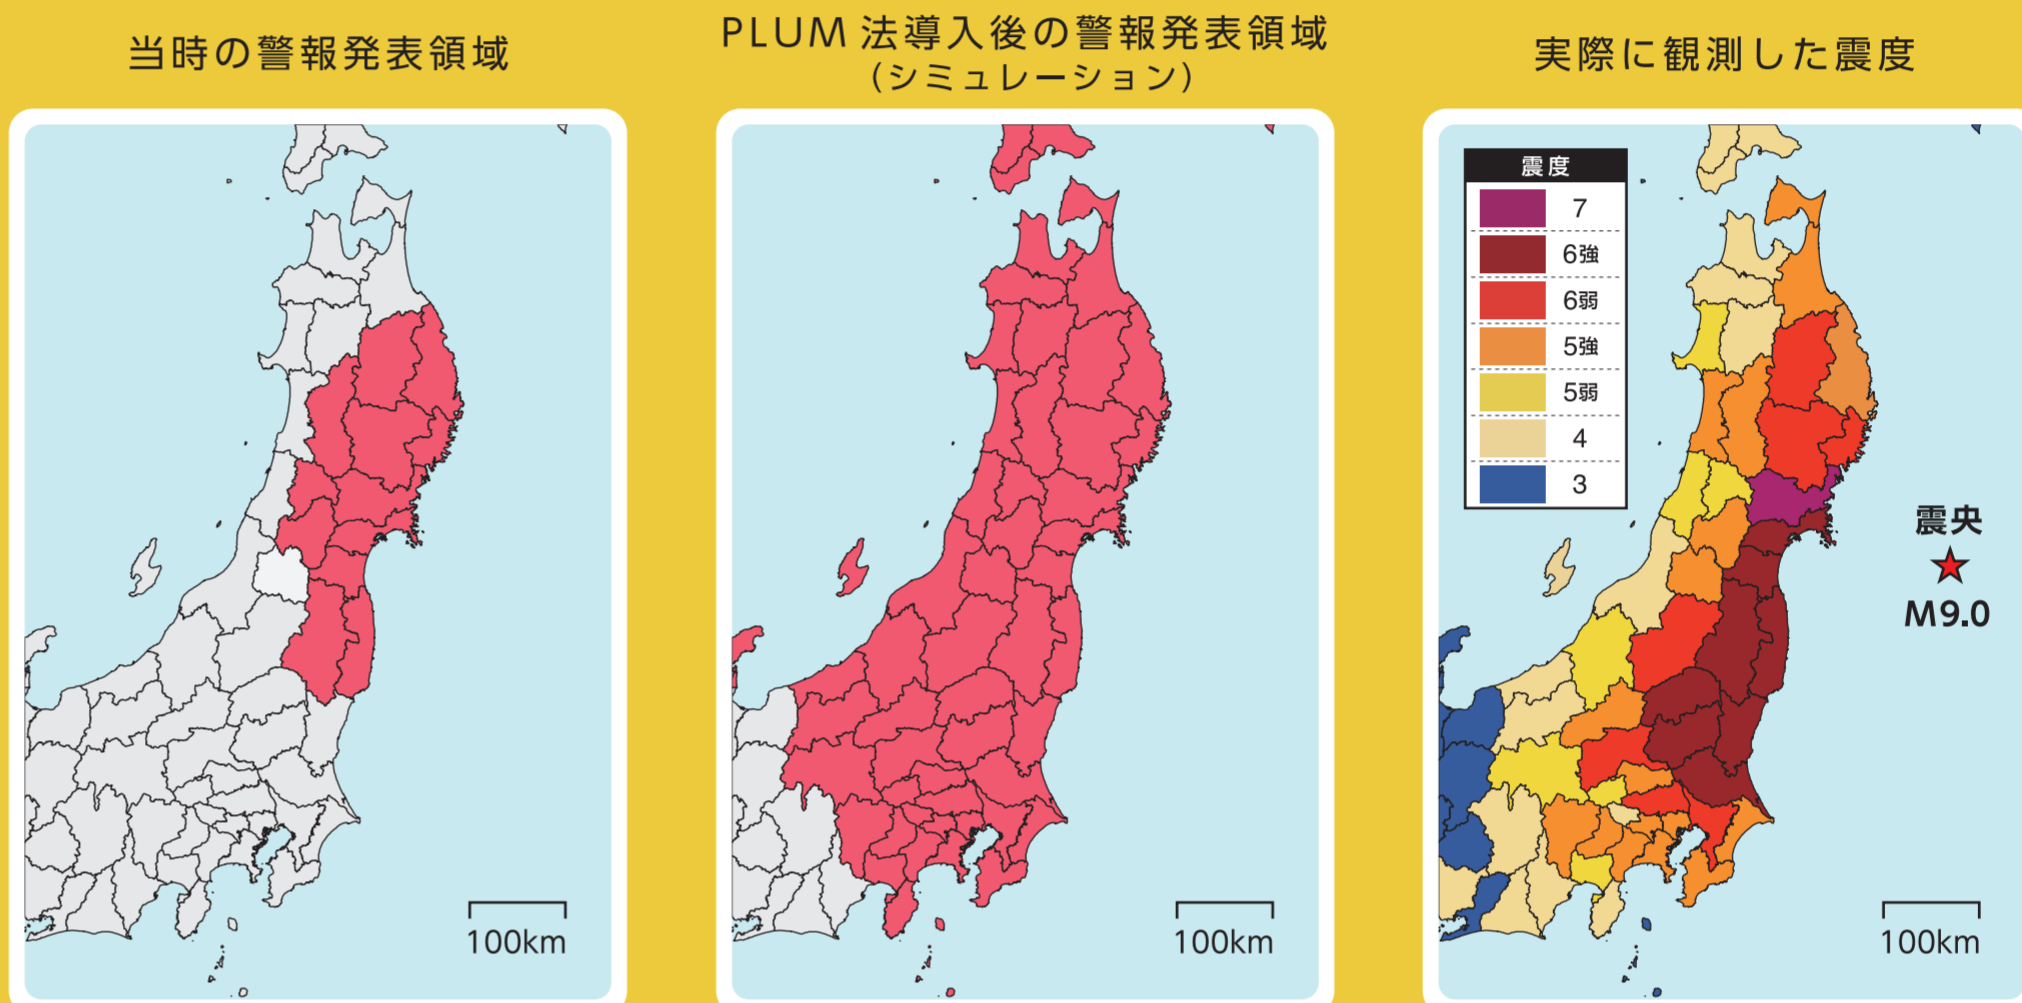 当時の警報発表領域
100km
PLUM 法導入後の警報発表領域
（シミュレーション）
100km
実際に観測した震度
震度
7
6強
6弱
5強
5弱
4
3
震央
M9.0
100km